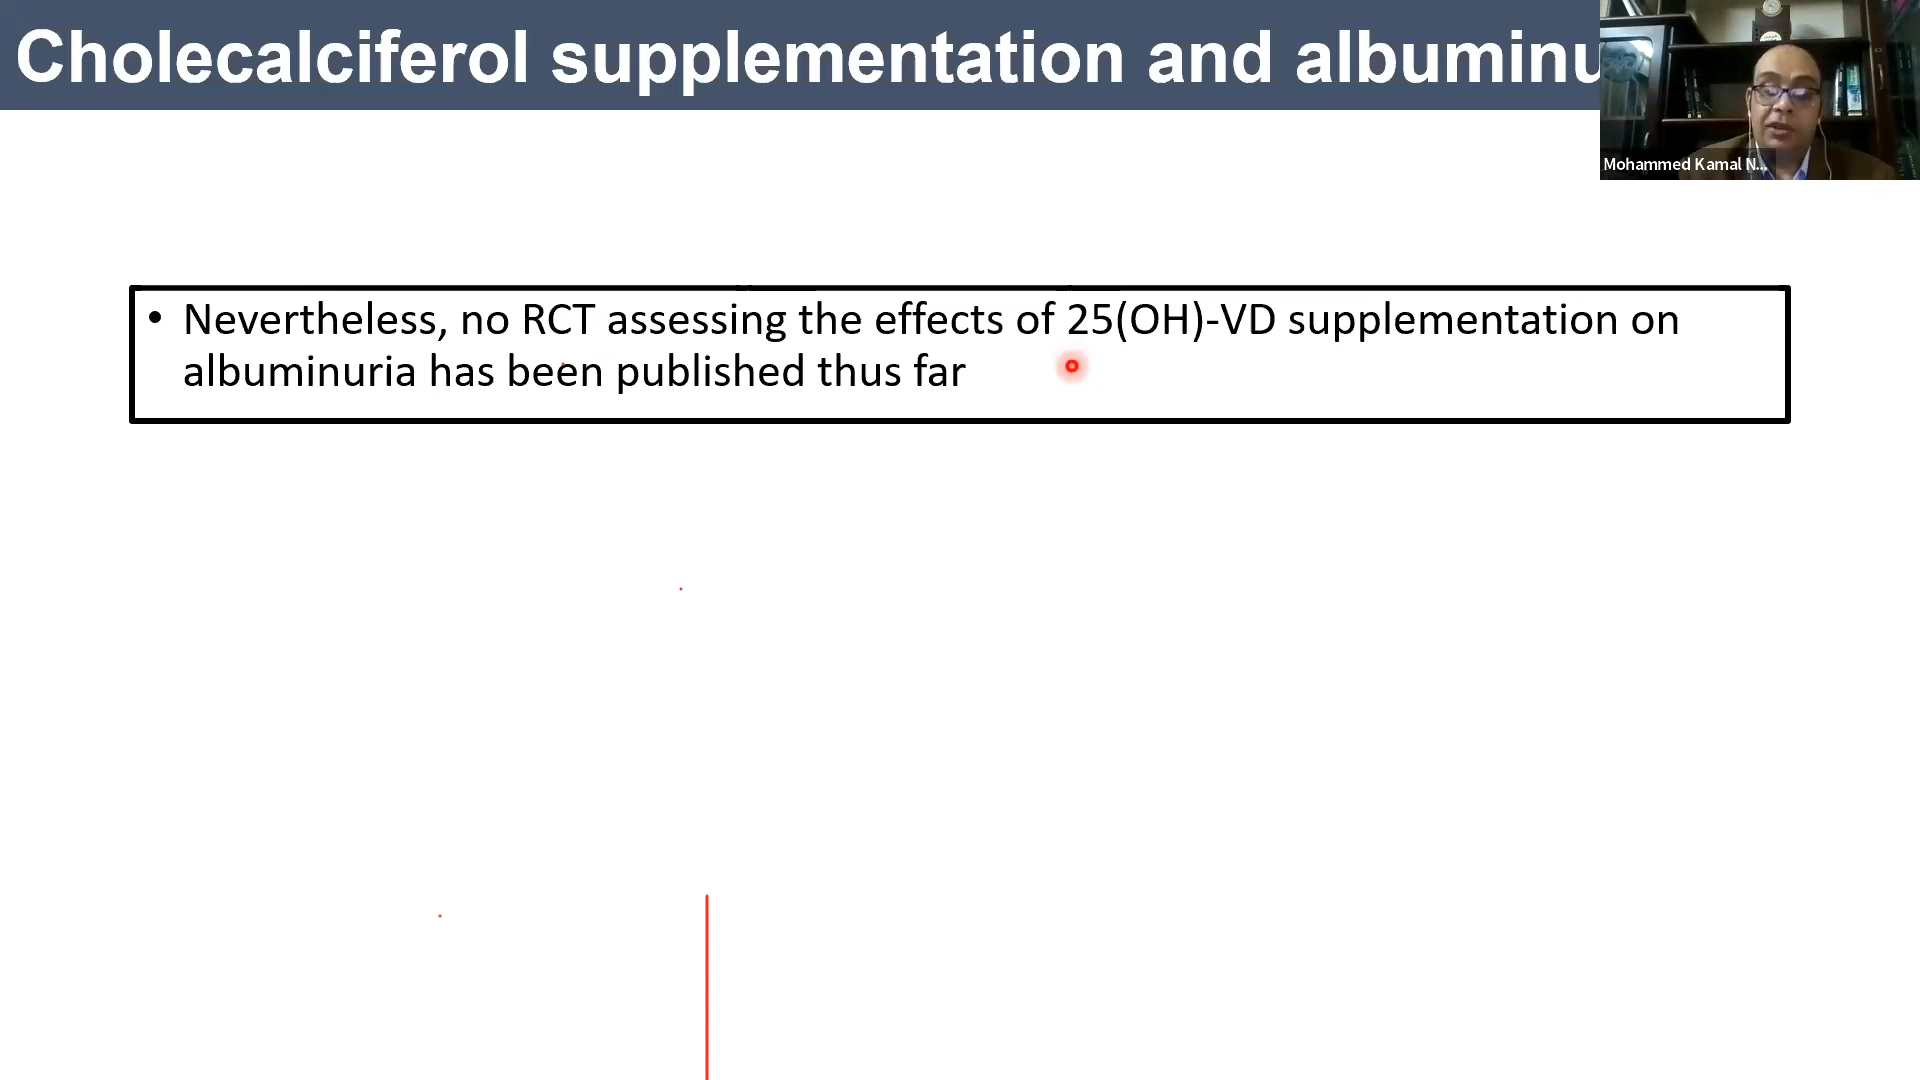 Cholecalciferol supplementation and albuminu
Mohammed Kamal N...
• Nevertheless, no RCT assessing the effects of 25(OH)-VD supplementation on
albuminuria has been published thus far